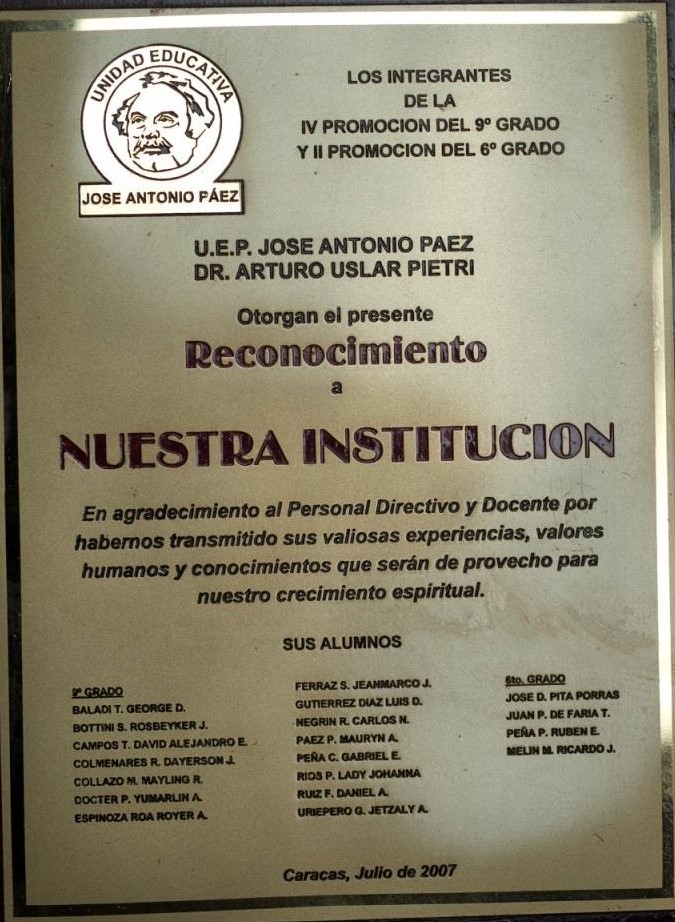 UNIDAD EDUCATIVA
JOSE ANTONIO PÁEZ
LOS INTEGRANTES
DE LA
IV PROMOCION DEL 9º GRADO
Y II PROMOCION DEL 6º GRADO
U.E.P. JOSE ANTONIO PAEZ
DR. ARTURO USLAR PIETRI
Otorgan el presente
Reconocimiento
a
NUESTRA INSTITUCION
En agradecimiento al Personal Directivo y Docente por
habernos transmitido sus valiosas experiencias, valores
humanos y conocimientos que serán de provecho para
nuestro crecimiento espiritual.
SUS ALUMNOS
9º GRADO
BALADI T. GEORGE D.
BOTTINI S. ROSBEYKER J.
CAMPOS T. DAVID ALEJANDRO E.
COLMENARES R. DAYERSON J.
COLLAZO M. MAYLING R.
DOCTER P. YUMARLIN A.
ESPINOZA ROA ROYER A.
FERRAZ S. JEANMARCO J.
GUTIERREZ DIAZ LUIS D.
NEGRIN R. CARLOS N.
PAEZ P. MAURYN A.
PEÑA C. GABRIEL E.
RIOS P. LADY JOHANNA
RUIZ F. DANIEL A.
URIEPERO G. JETZALY A.
6to. GRADO
JOSE D. PITA PORRAS
JUAN P. DE FARIA T.
PEÑA P. RUBEN E.
MELIN M. RICARDO J.
Caracas, Julio de 2007